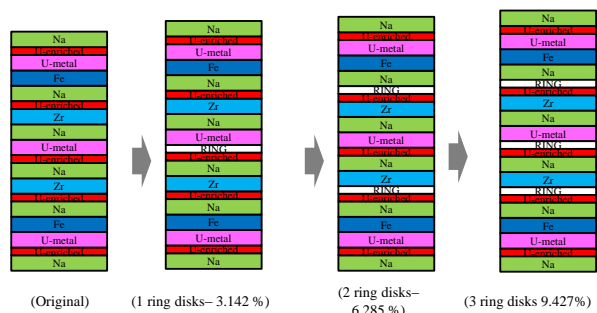 Na
U-enriched
U-metal
Fe
Na
U-enriched
Zr
Na
U-metal
U-enriched
Na
Zr
U-enriched
Na
Fe
U-metal
U-enriched
Na
(Original)
Na
U-enriched
U-metal
Fe
Na
U-enriched
Zr
Na
U-metal
RING
U-enriched
Na
Zr
U-enriched
Na
Fe
U-metal
U-enriched
Na
(1 ring disks– 3.142 %)
Na
U-enriched
U-metal
Fe
Na
RING
U-enriched
Zr
Na
U-metal
U-enriched
Na
Zr
RING
U-enriched
Na
Fe
U-metal
U-enriched
Na
(2 ring disks–
6.285 %)
Na
U-enriched
U-metal
Fe
Na
RING
U-enriched
Zr
Na
U-metal
RING
U-enriched
Na
Zr
RING
U-enriched
Na
Fe
U-metal
U-enriched
Na
(3 ring disks 9.427%)